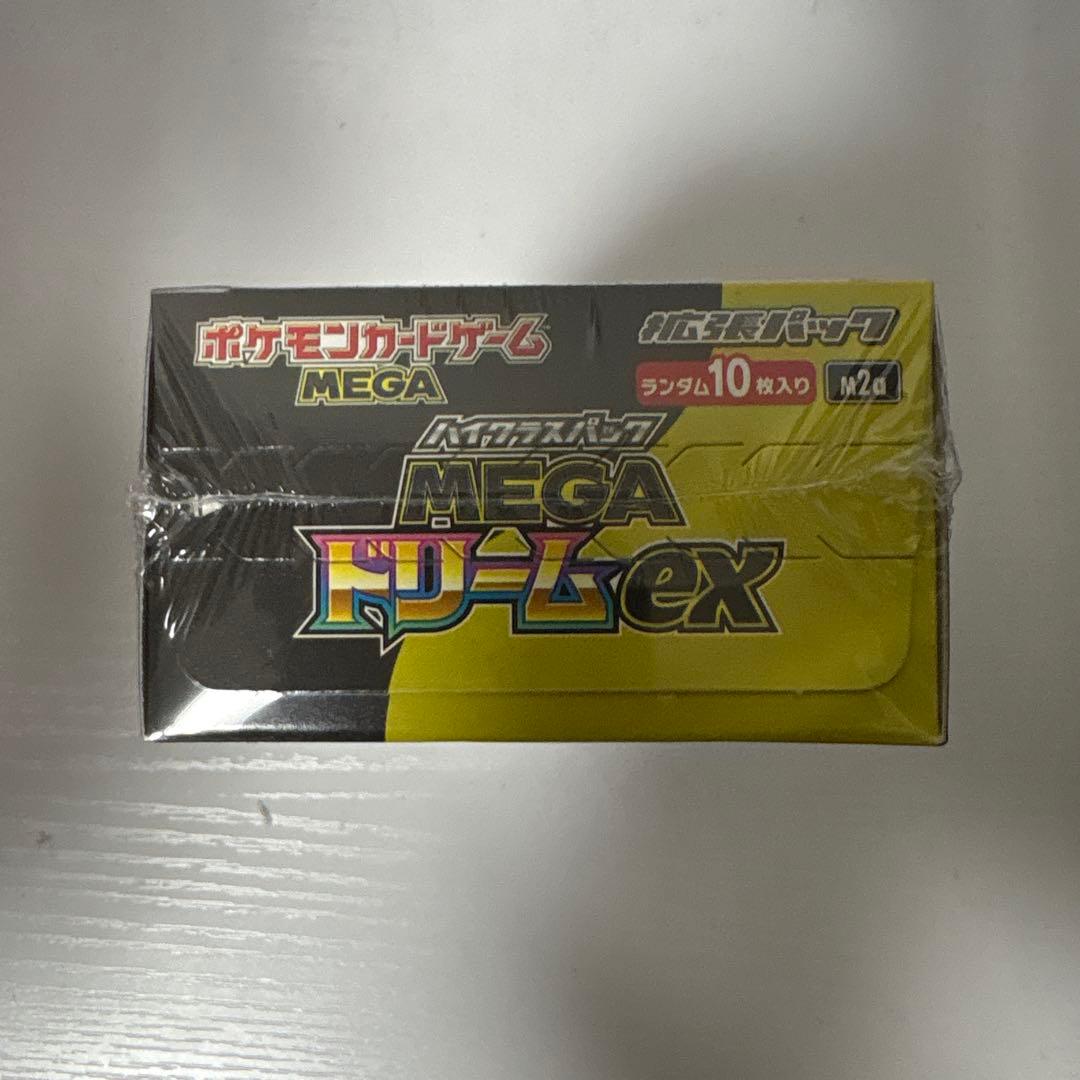 ポケモンカードゲーム
MEGA
拡張パック
ランダム10枚入り M2a
ハイクラスパック
MEGA
ドリームex